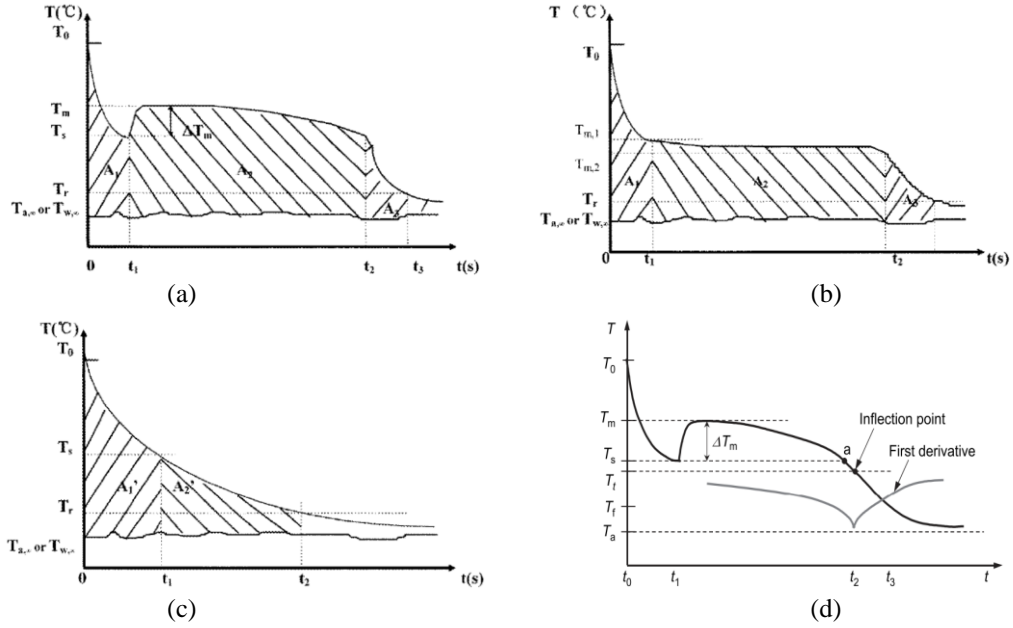 T(℃)
T0
Tm
Ts
ΔTm
A1
A2
Tr
Ta,∞ or Tw,∞
A3
0
t1
t2
t3
t(s)
(a)
T (℃)
T0
Tm,1
Tm,2
A1
A2
Tr
Ta,∞ or Tw,∞
A3
t1
t2
t(s)
(b)
T(℃)
T0
Ts
A1'
A2'
Tr
Ta,∞ or Tw,∞
0
t1
t2
t(s)
(c)
T
T0
Tm
ΔTm
a
Inflection point
First derivative
Ts
Tf
Tf
Ta
t0
t1
t2
t3
t
(d)